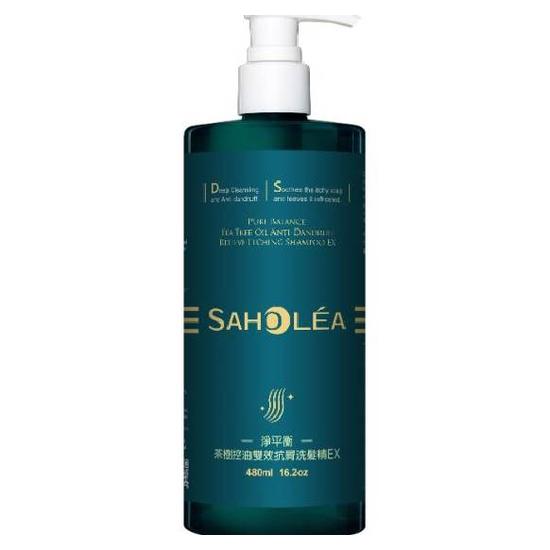 Deep Cleansing
and Anti-dandruff
Soothes the itchy scalp
and leaves it refreshed.
PURE BALANCE
TEA TREE OIL ANTI-DANDRUFF
RELIEVE ITCHING SHAMPOO EX
SAHOLÉA
淨平衡
茶樹控油雙效抗屑洗髮精EX
480ml 16.2oz